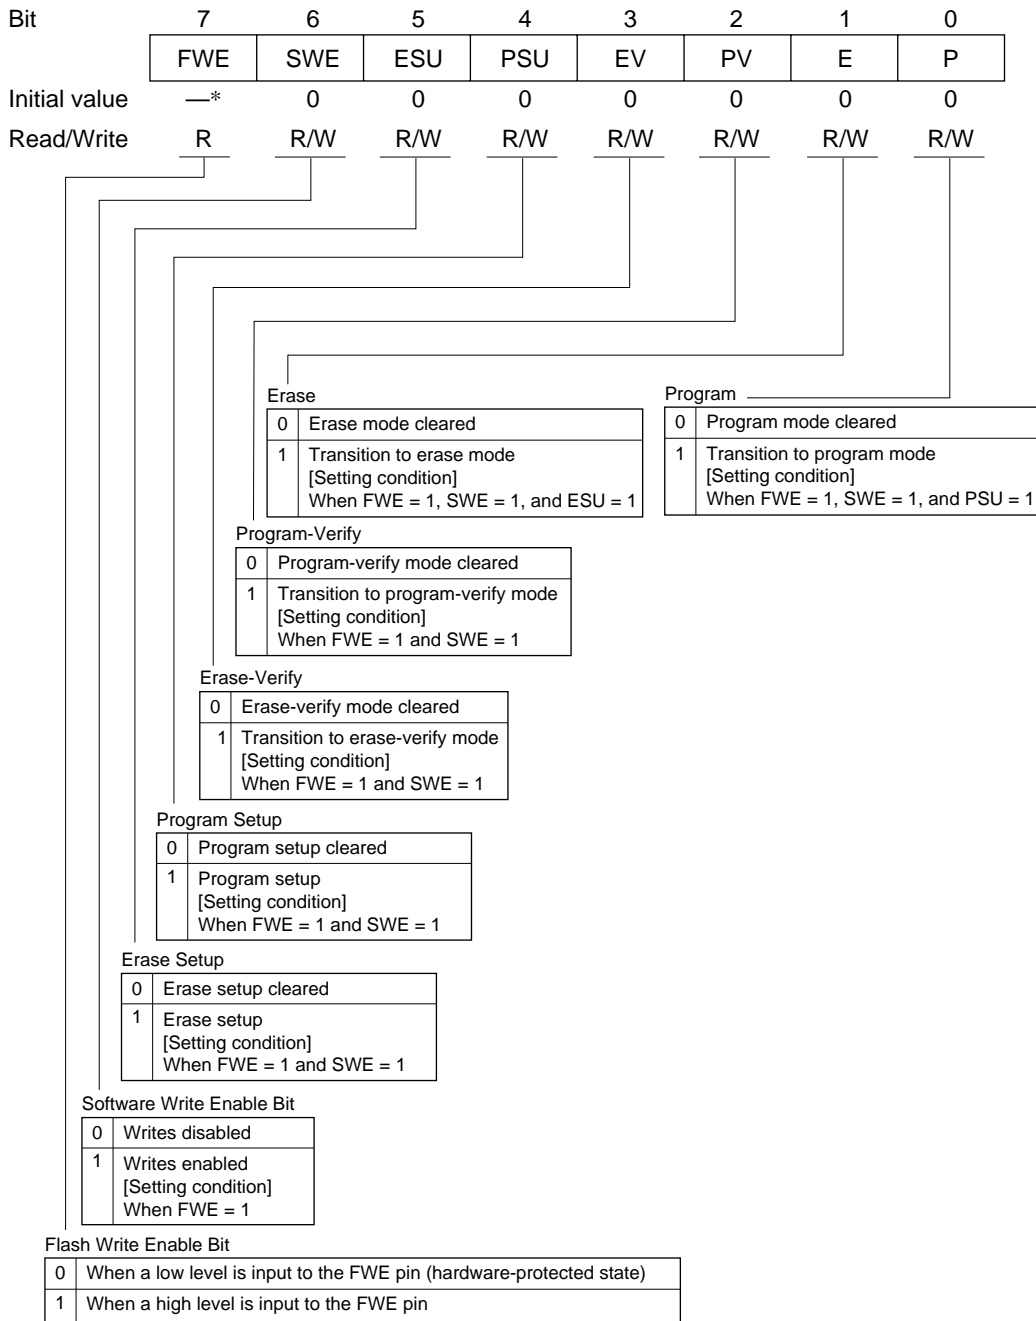 Bit 7 6 5 4 3 2 1 0
FWE SWE ESU PSU EV PV E P
Initial value —* 0 0 0 0 0 0 0
Read/Write R R/W R/W R/W R/W R/W R/W R/W
Erase
0 Erase mode cleared
1 Transition to erase mode
[Setting condition]
When FWE = 1, SWE = 1, and ESU = 1
Program
0 Program mode cleared
1 Transition to program mode
[Setting condition]
When FWE = 1, SWE = 1, and PSU = 1
Program-Verify
0 Program-verify mode cleared
1 Transition to program-verify mode
[Setting condition]
When FWE = 1 and SWE = 1
Erase-Verify
0 Erase-verify mode cleared
1 Transition to erase-verify mode
[Setting condition]
When FWE = 1 and SWE = 1
Program Setup
0 Program setup cleared
1 Program setup
[Setting condition]
When FWE = 1 and SWE = 1
Erase Setup
0 Erase setup cleared
1 Erase setup
[Setting condition]
When FWE = 1 and SWE = 1
Software Write Enable Bit
0 Writes disabled
1 Writes enabled
[Setting condition]
When FWE = 1
Flash Write Enable Bit
0 When a low level is input to the FWE pin (hardware-protected state)
1 When a high level is input to the FWE pin